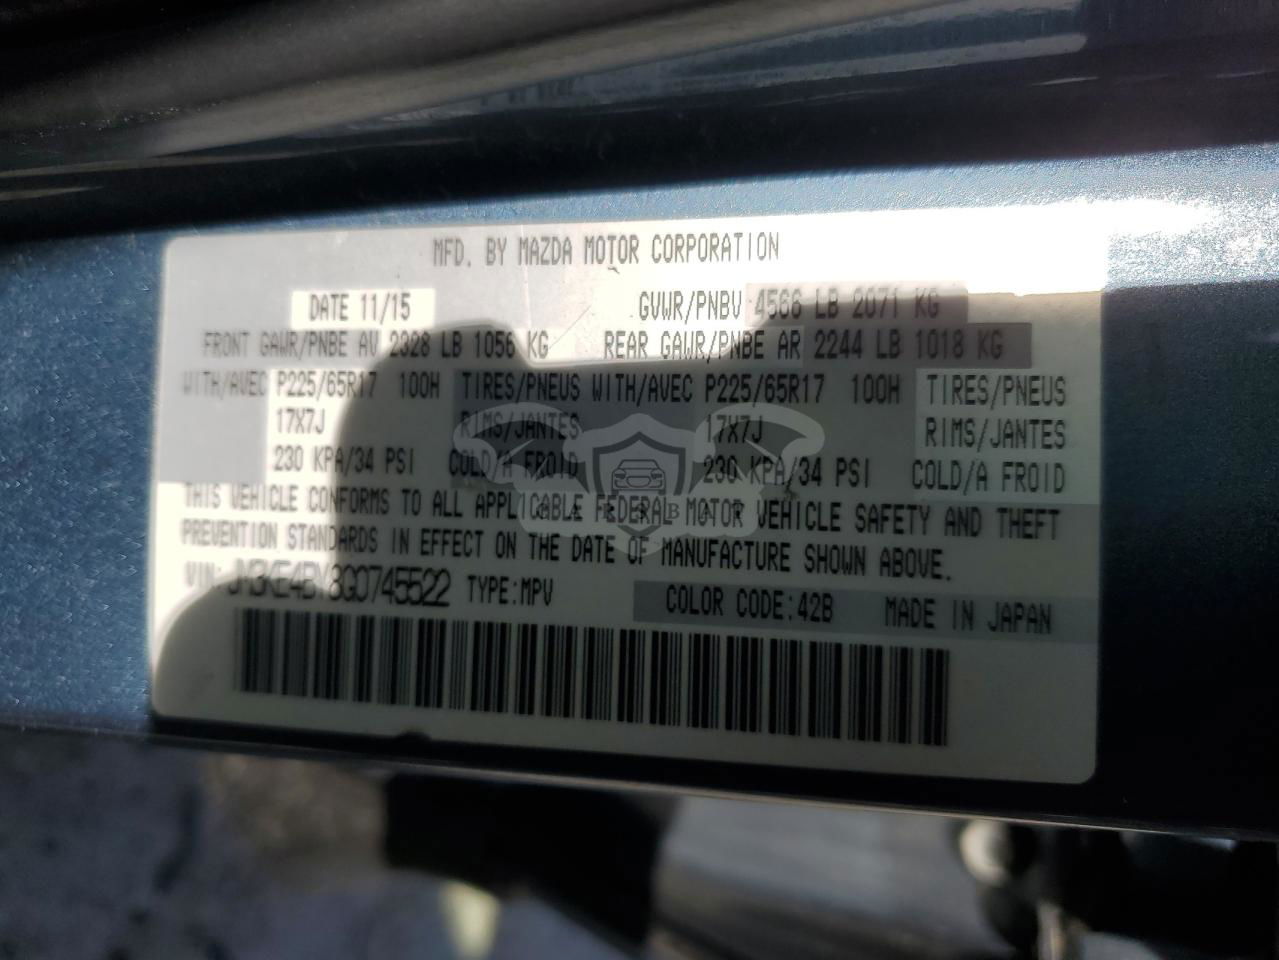 MFD. BY MAZDA MOTOR CORPORATION
DATE 11/15 GVWR/PNBV 4566 LB 2071 KG
FRONT GAWR/PNBE AV 2328 LB 1056 KG REAR GAWR/PNBE AR 2244 LB 1018 KG
WITH/AVEC P225/65R17 100H TIRES/PNEUS WITH/AVEC P225/65R17 100H TIRES/PNEUS
17X7J RIMS/JANTES 17X7J RIMS/JANTES
230 KPA/34 PSI COLD/A FROID 230 KPA/34 PSI COLD/A FROID
THIS VEHICLE CONFORMS TO ALL APPLICABLE FEDERAL MOTOR VEHICLE SAFETY AND THEFT
PREVENTION STANDARDS IN EFFECT ON THE DATE OF MANUFACTURE SHOWN ABOVE.
VIN: JM3KE4BY8G0745522 TYPE:MPV COLOR CODE:42B MADE IN JAPAN